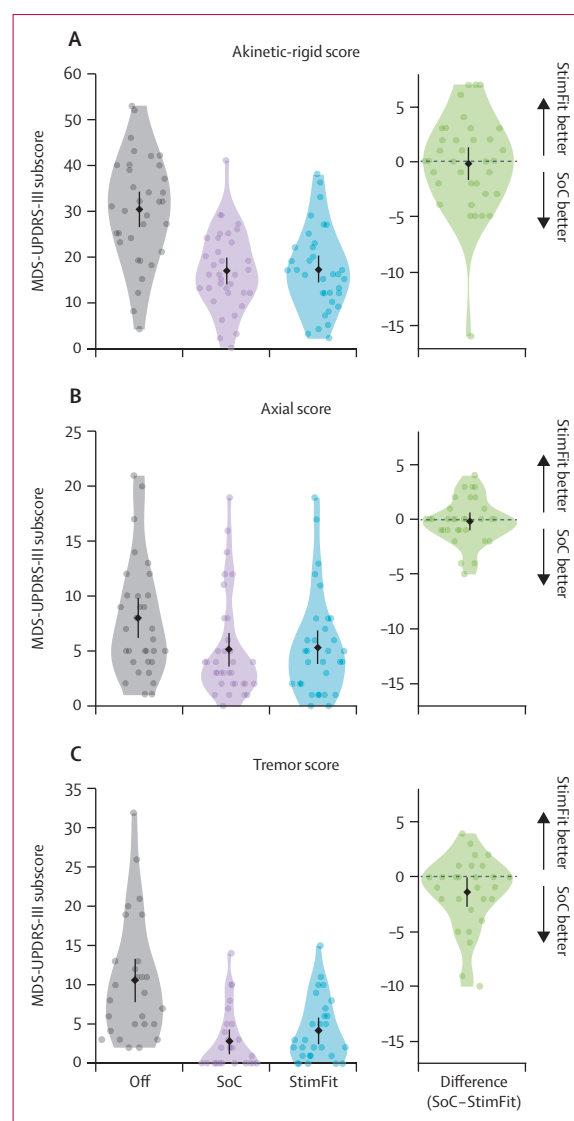 A
Akinetic-rigid score
MDS-UPDRS-III subscore
60
50
40
30
20
10
0
5
0
–5
–10
–15
StimFit better
SoC better
B
Axial score
MDS-UPDRS-III subscore
25
20
15
10
5
0
5
0
–5
–10
–15
StimFit better
SoC better
C
Tremor score
MDS-UPDRS-III subscore
35
30
25
20
15
10
5
0
5
0
–5
–10
–15
StimFit better
SoC better
Off
SoC
StimFit
Difference
(SoC–StimFit)